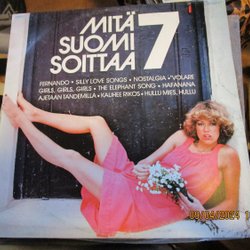 MITÄ
SUOMI 7
SOITTAA
FERNANDO • SILLY LOVE SONGS • NOSTALGIA • VOLARE
GIRLS, GIRLS, GIRLS • THE ELEPHANT SONG • HAFANANA
AJETAAN TANDEMILLA • KAUHEE RIKOS • HULLU MIES, HULLU